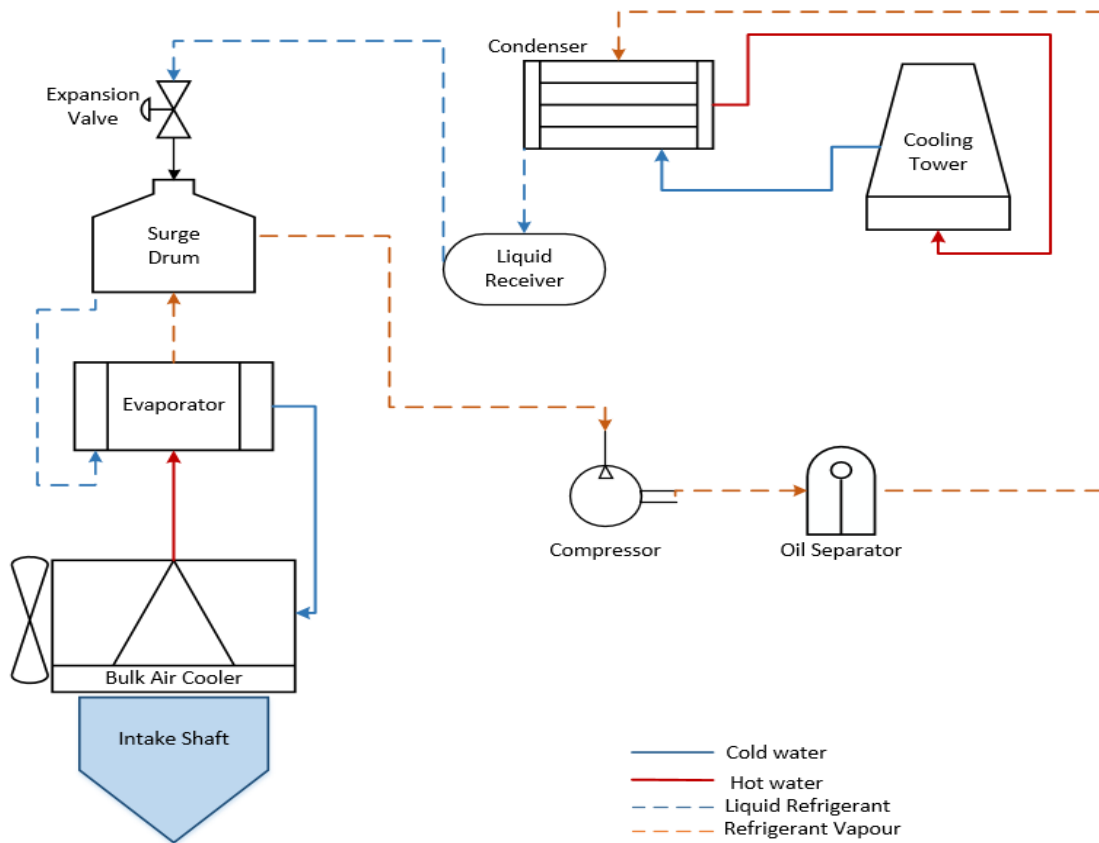 Condenser
Expansion
Valve
Cooling
Tower
Surge
Drum
Liquid
Receiver
Evaporator
Compressor
Oil Separator
Bulk Air Cooler
Intake Shaft
Cold water
Hot water
Liquid Refrigerant
Refrigerant Vapour